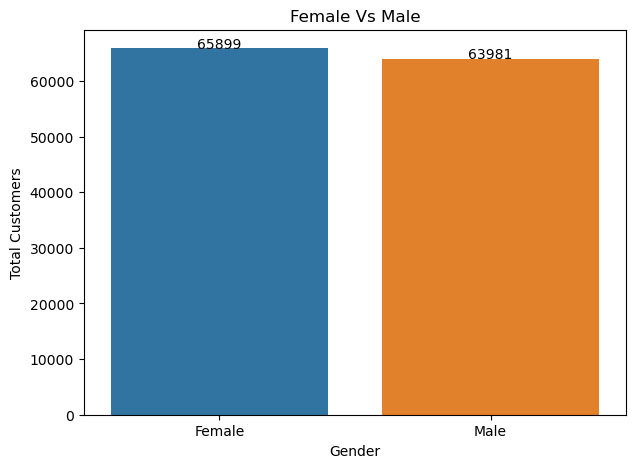 Female Vs Male
65899
63981
60000
50000
40000
30000
20000
10000
0
Total Customers
Female
Male
Gender